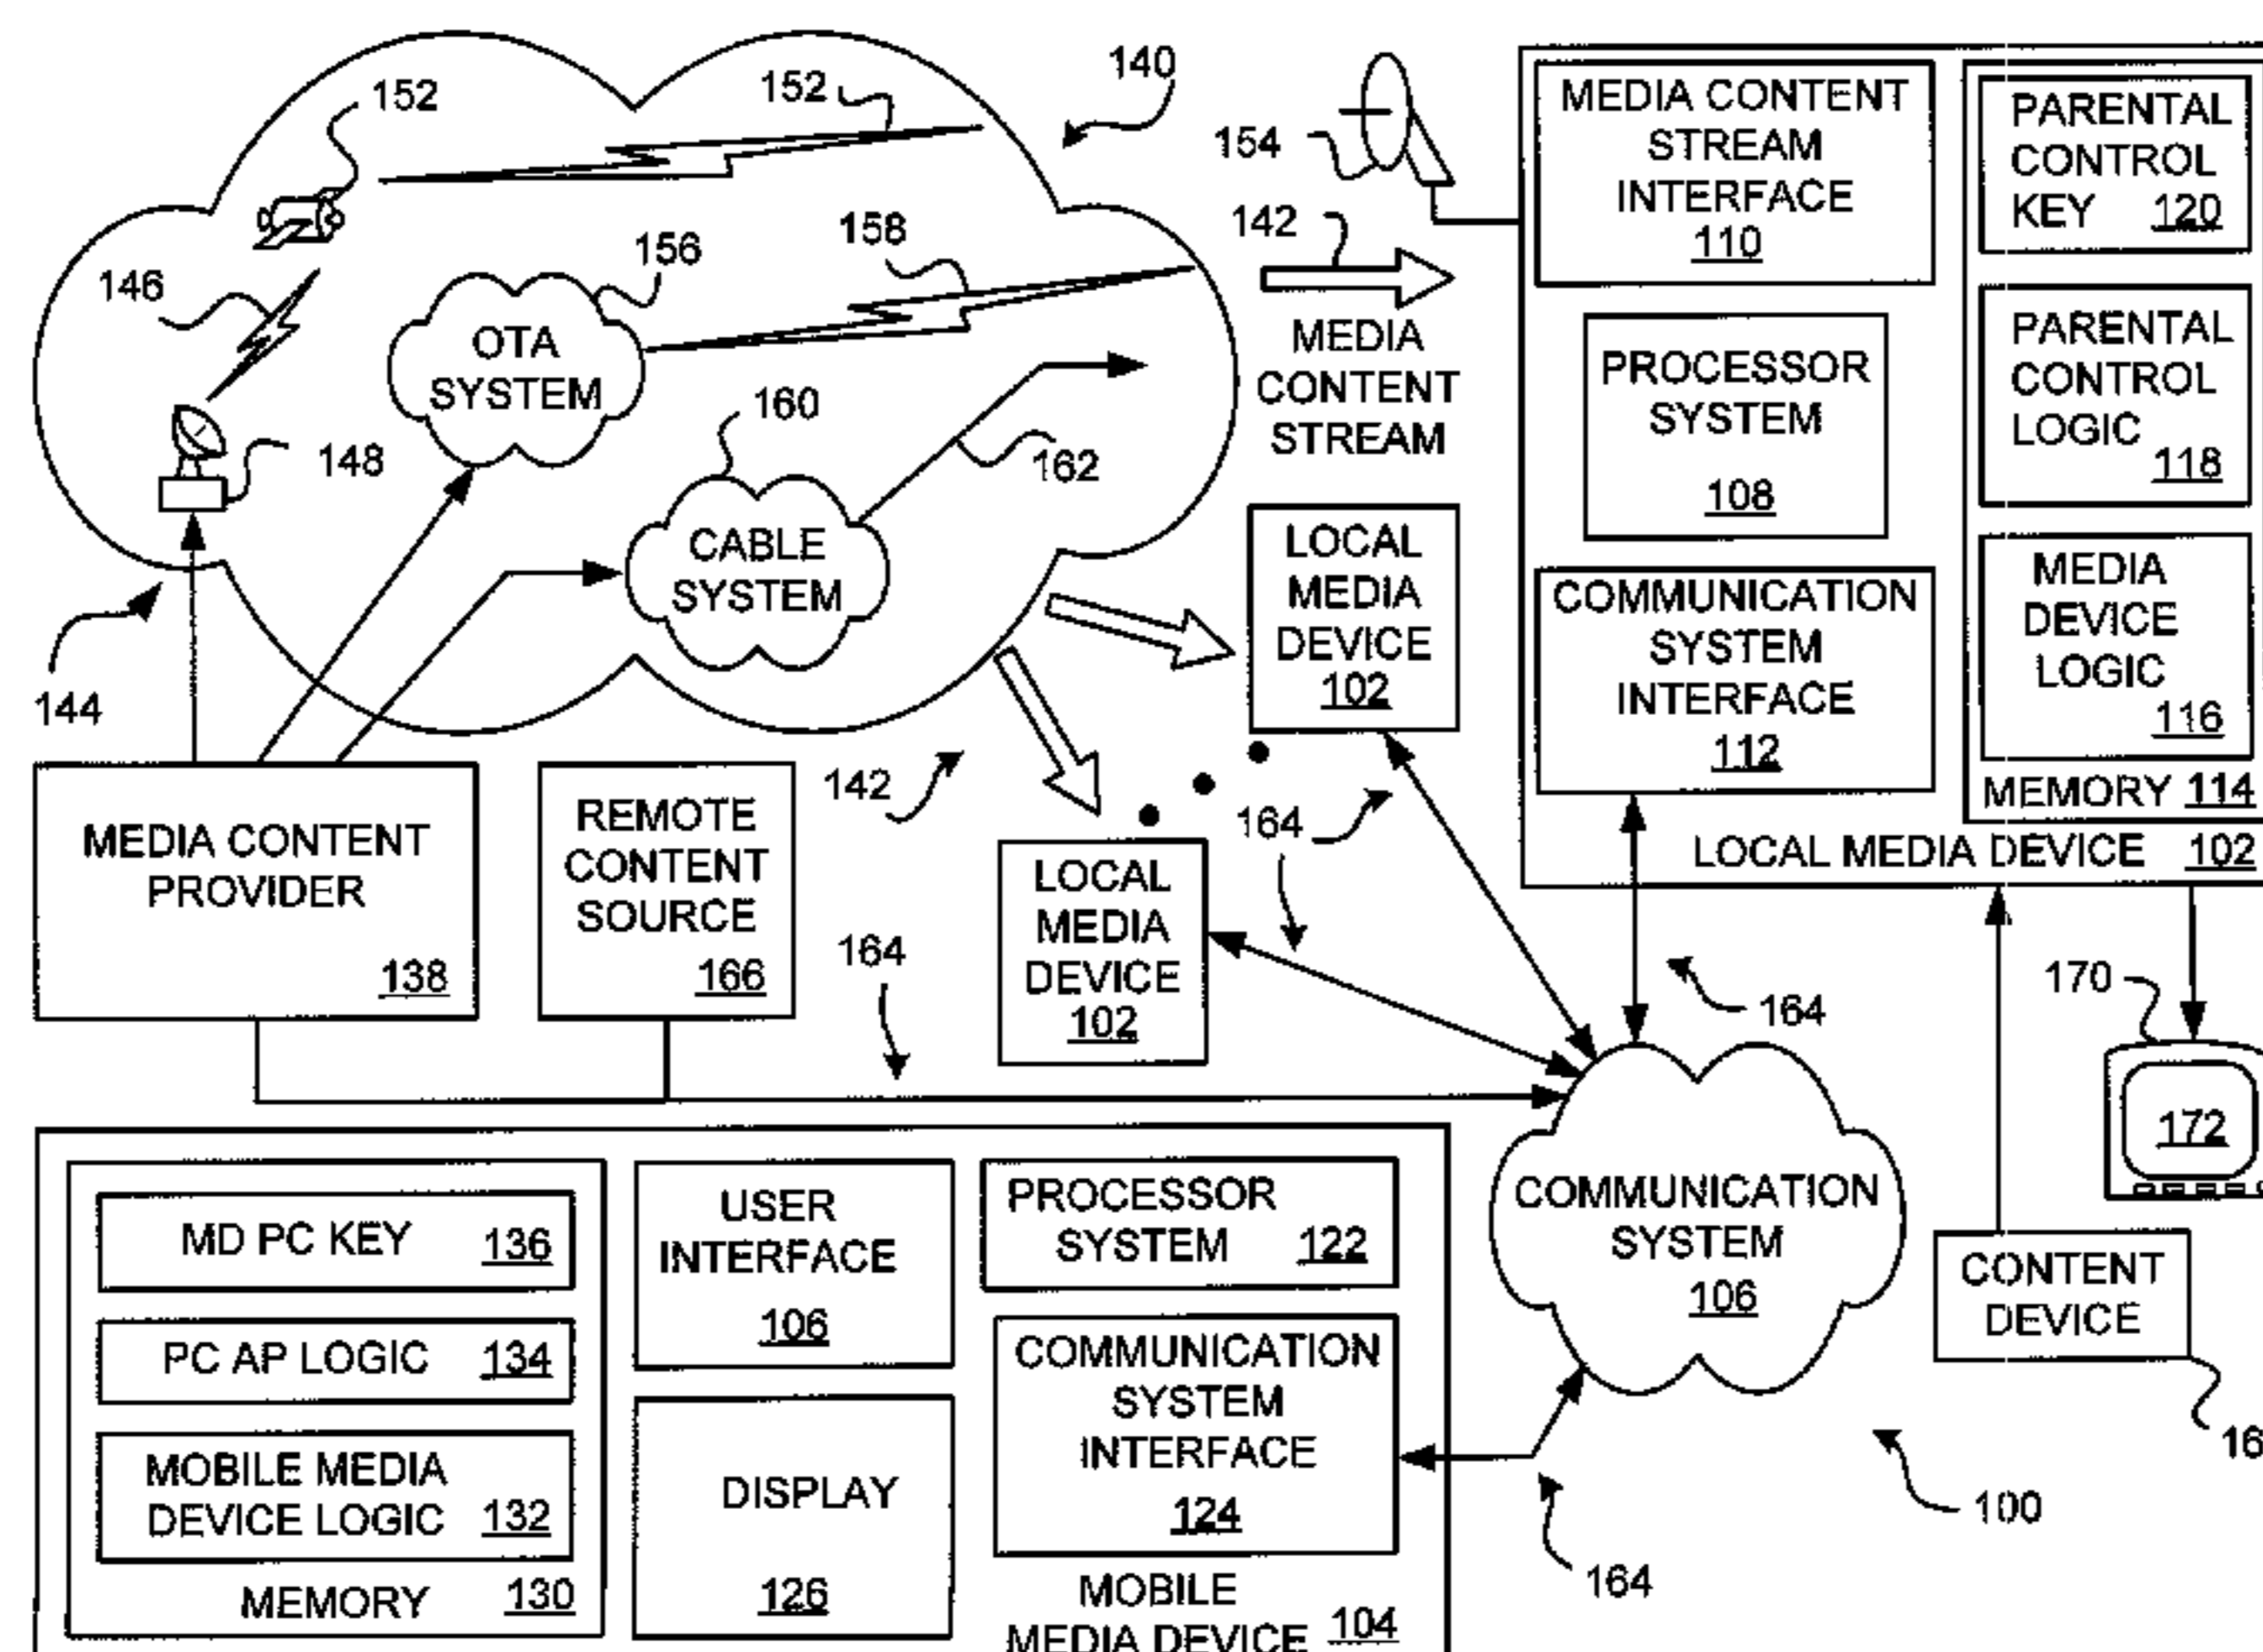 152
152
140
154
146
156
158
142
OTA
SYSTEM
MEDIA
CONTENT
STREAM
148
160
162
CABLE
SYSTEM
144
142
MEDIA CONTENT
STREAM
INTERFACE
110
PROCESSOR
SYSTEM
108
COMMUNICATION
SYSTEM
INTERFACE
112
PARENTAL
CONTROL
KEY 120
PARENTAL
CONTROL
LOGIC
118
MEDIA
DEVICE
LOGIC
116
MEMORY 114
LOCAL MEDIA DEVICE 102
LOCAL
MEDIA
DEVICE
102
164
LOCAL
MEDIA
DEVICE
102
MEDIA CONTENT
PROVIDER
138
REMOTE
CONTENT
SOURCE
166
164
164
170
172
COMMUNICATION
SYSTEM
106
CONTENT
DEVICE
100
164
MD PC KEY 136
PC AP LOGIC 134
MOBILE MEDIA
DEVICE LOGIC 132
MEMORY 130
USER
INTERFACE
106
DISPLAY
126
PROCESSOR
SYSTEM 122
COMMUNICATION
SYSTEM
INTERFACE
124
MOBILE
MEDIA DEVICE 104